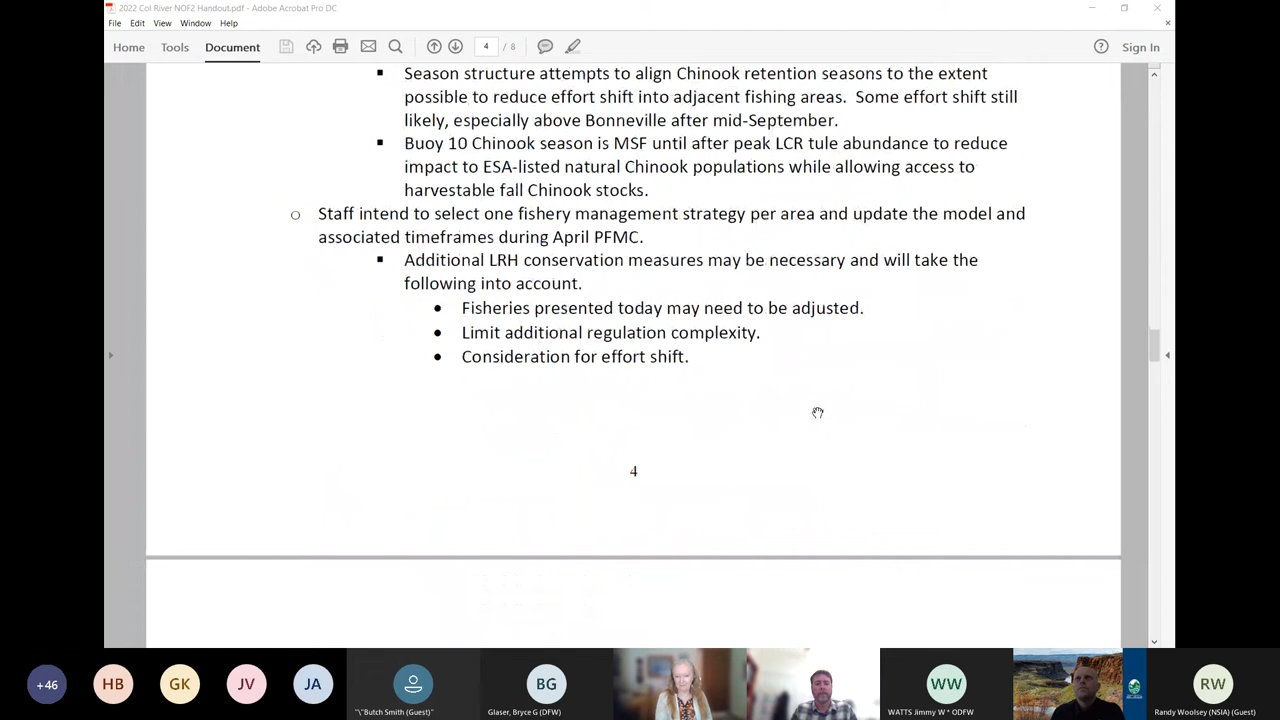 2022 Col River NOF2 Handout.pdf - Adobe Acrobat Pro DC
File Edit View Window Help
Home Tools Document 4 / 8 Sign In
Season structure attempts to align Chinook retention seasons to the extent
possible to reduce effort shift into adjacent fishing areas. Some effort shift still
likely, especially above Bonneville after mid-September.
Buoy 10 Chinook season is MSF until after peak LCR tule abundance to reduce
impact to ESA-listed natural Chinook populations while allowing access to
harvestable fall Chinook stocks.
Staff intend to select one fishery management strategy per area and update the model and
associated timeframes during April PFMC.
Additional LRH conservation measures may be necessary and will take the
following into account.
Fisheries presented today may need to be adjusted.
Limit additional regulation complexity.
Consideration for effort shift.
4
+46 HB GK JV JA BG WW RW
"\"Butch Smith (Guest)" Glaser, Bryce G (DFW) WATTS Jimmy W * ODFW Randy Woolsey (NSIA) (Guest)